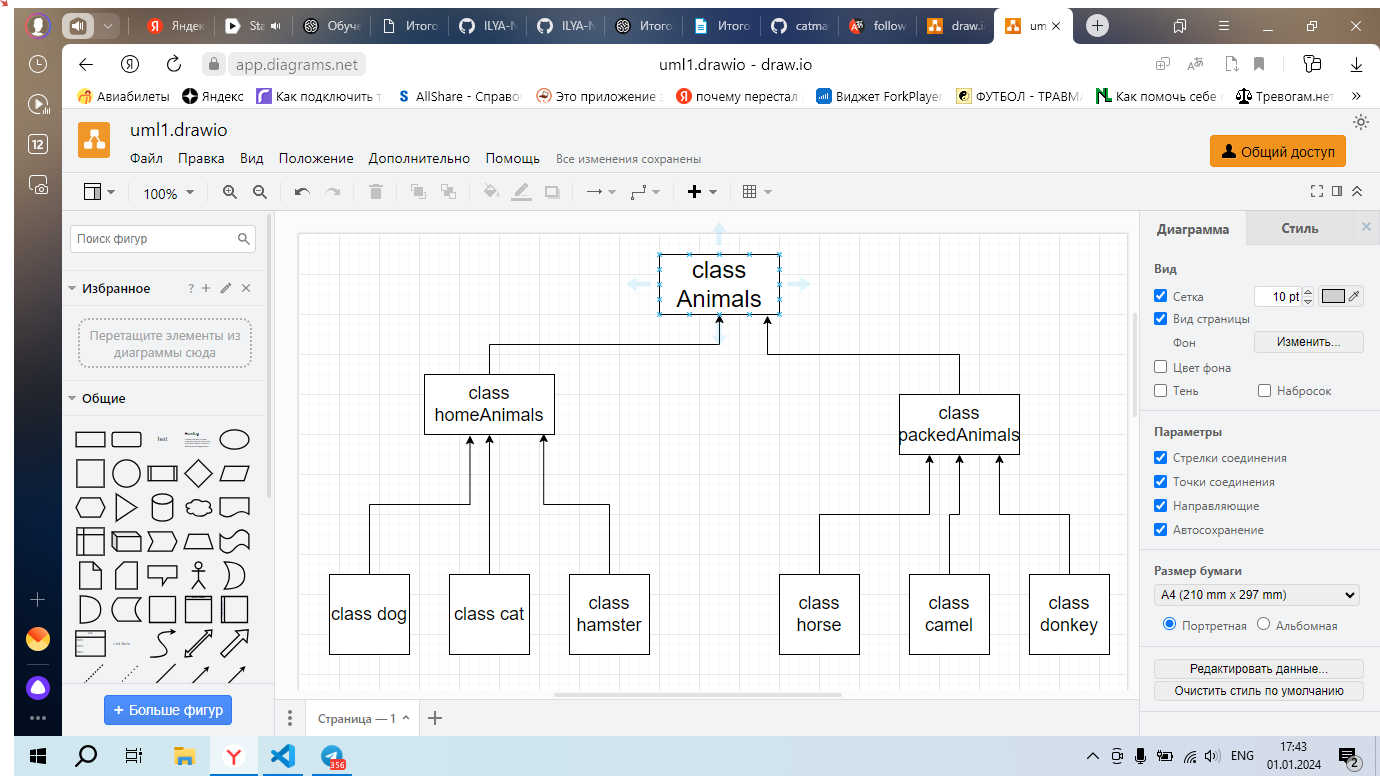 Яндек
Sta
Обуче
Итого
ILYA-N
ILYA-N
Итого
Итого
catma
follow
draw.i
um
app.diagrams.net
uml1.drawio - draw.io
12
Авиабилеты
Яндекс
Как подключить т
AllShare - Справо
Это приложение з
почему перестал
Виджет ForkPlayer
ФУТБОЛ - ТРАВМА
Как помочь себе
Тревогам.нет
uml1.drawio
Файл
Правка
Вид
Положение
Дополнительно
Помощь
Все изменения сохранены
Общий доступ
100%
Поиск фигур
Избранное
Перетащите элементы из
диаграммы сюда
Общие
Text
Heading
List Item
+ Больше фигур
class
Animals
class
homeAnimals
class
packedAnimals
class dog
class cat
class
hamster
class
horse
class
camel
class
donkey
Страница — 1
Диаграмма
Стиль
Вид
Сетка
10 pt
Вид страницы
Фон
Изменить...
Цвет фона
Тень
Набросок
Параметры
Стрелки соединения
Точки соединения
Направляющие
Автосохранение
Размер бумаги
A4 (210 mm x 297 mm)
Портретная
Альбомная
Редактировать данные...
Очистить стиль по умолчанию
356
ENG
17:43
01.01.2024
2